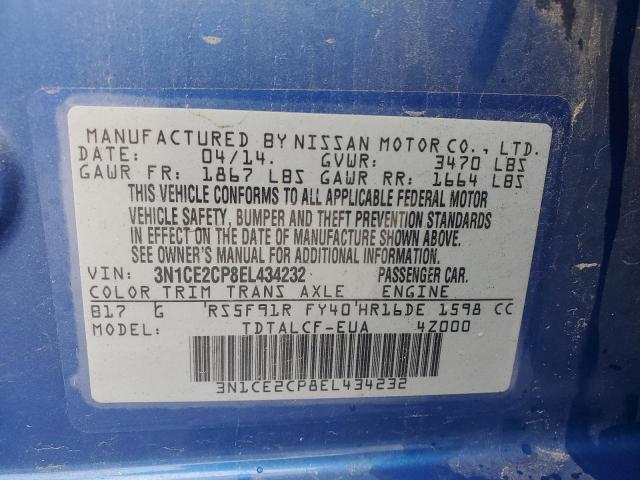 MANUFACTURED BY NISSAN MOTOR CO., LTD.
DATE: 04/14. GVWR: 3470 LBS
GAWR FR: 1867 LBS GAWR RR: 1664 LBS
THIS VEHICLE CONFORMS TO ALL APPLICABLE FEDERAL MOTOR
VEHICLE SAFETY, BUMPER AND THEFT PREVENTION STANDARDS
IN EFFECT ON THE DATE OF MANUFACTURE SHOWN ABOVE.
SEE OWNER'S MANUAL FOR ADDITIONAL INFORMATION.
VIN: 3N1CE2CP8EL434232 PASSENGER CAR.
COLOR TRIM TRANS AXLE ENGINE
B17 G 'RS5F91R FY40'HR16DE 1598 CC
TDTALCF-EUA 4Z000
3N1CE2CP8EL434232